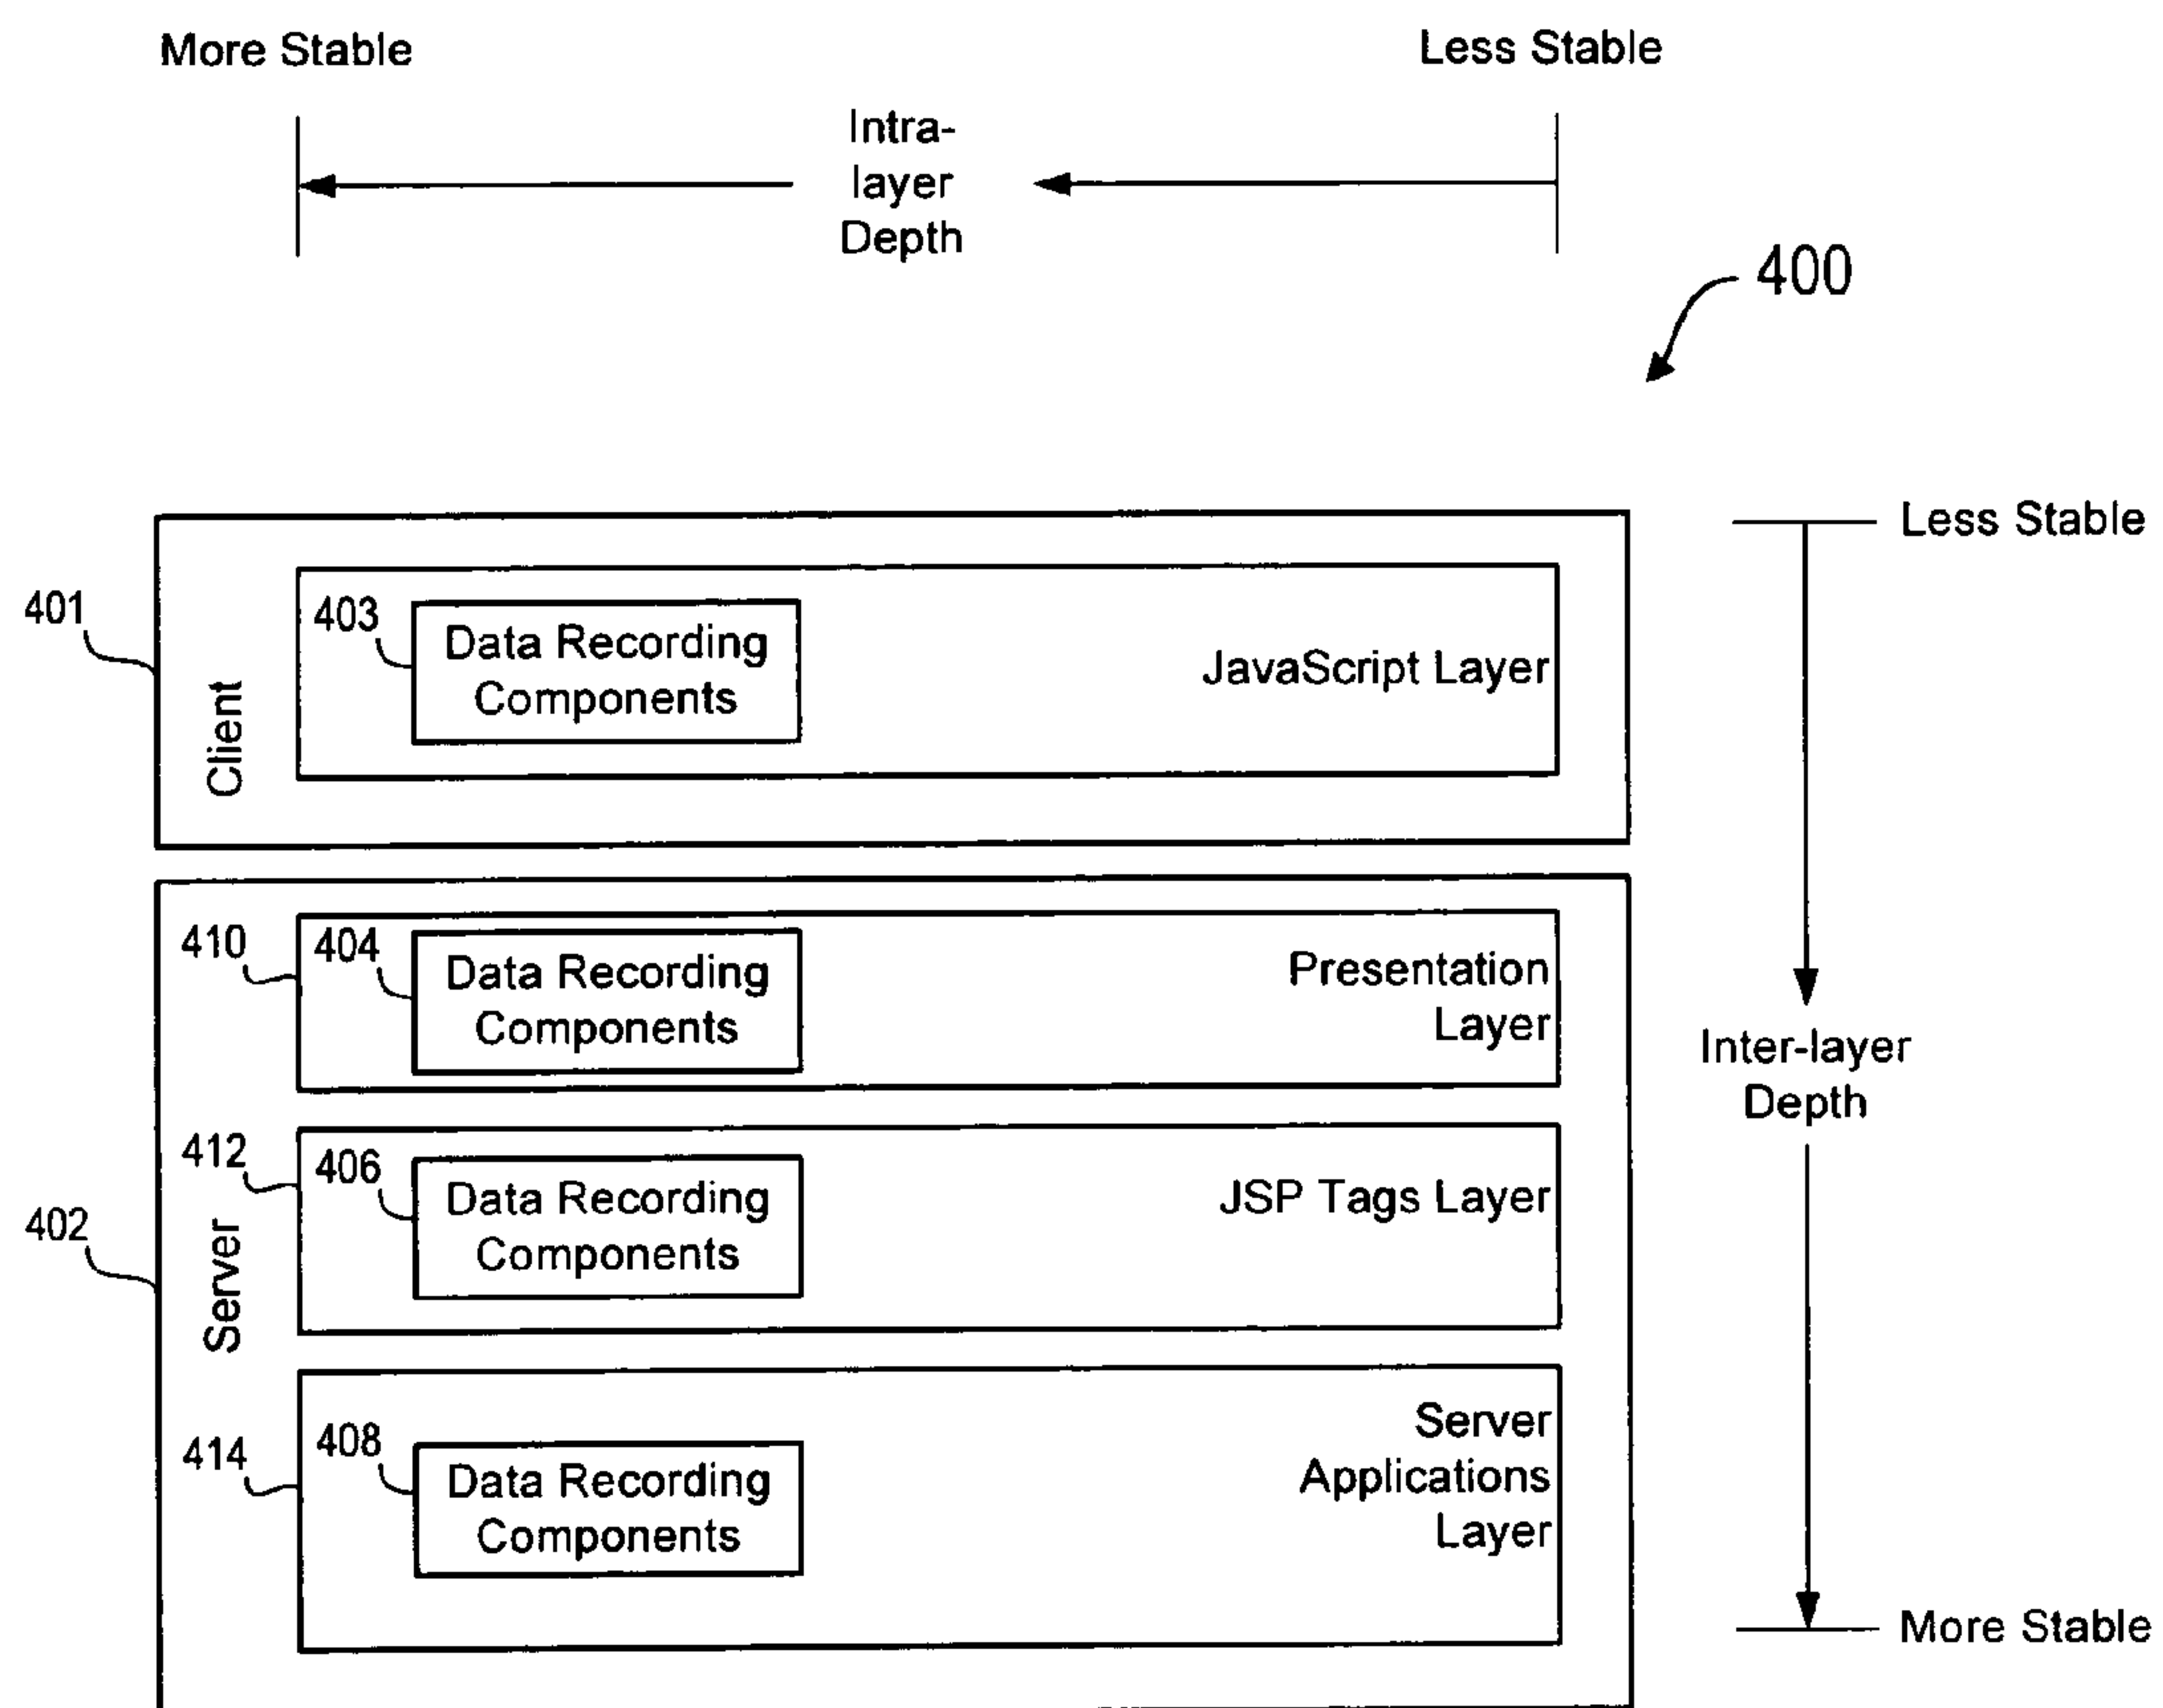 More Stable
Less Stable
Intra-
layer
Depth
400
Less Stable
401
Client
403
Data Recording
Components
JavaScript Layer
410
404
Data Recording
Components
Presentation
Layer
Inter-layer
Depth
412
406
Data Recording
Components
JSP Tags Layer
402
Server
414
408
Data Recording
Components
Server
Applications
Layer
More Stable